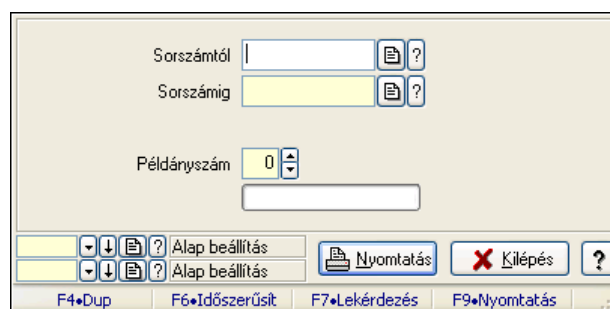 Sorszámtól ?
Sorszámig ?
Példányszám 0
? Alap beállítás
? Alap beállítás
Nyomtatás Kilépés ?
F4•Dup F6•Időszerűsít F7•Lekérdezés F9•Nyomtatás